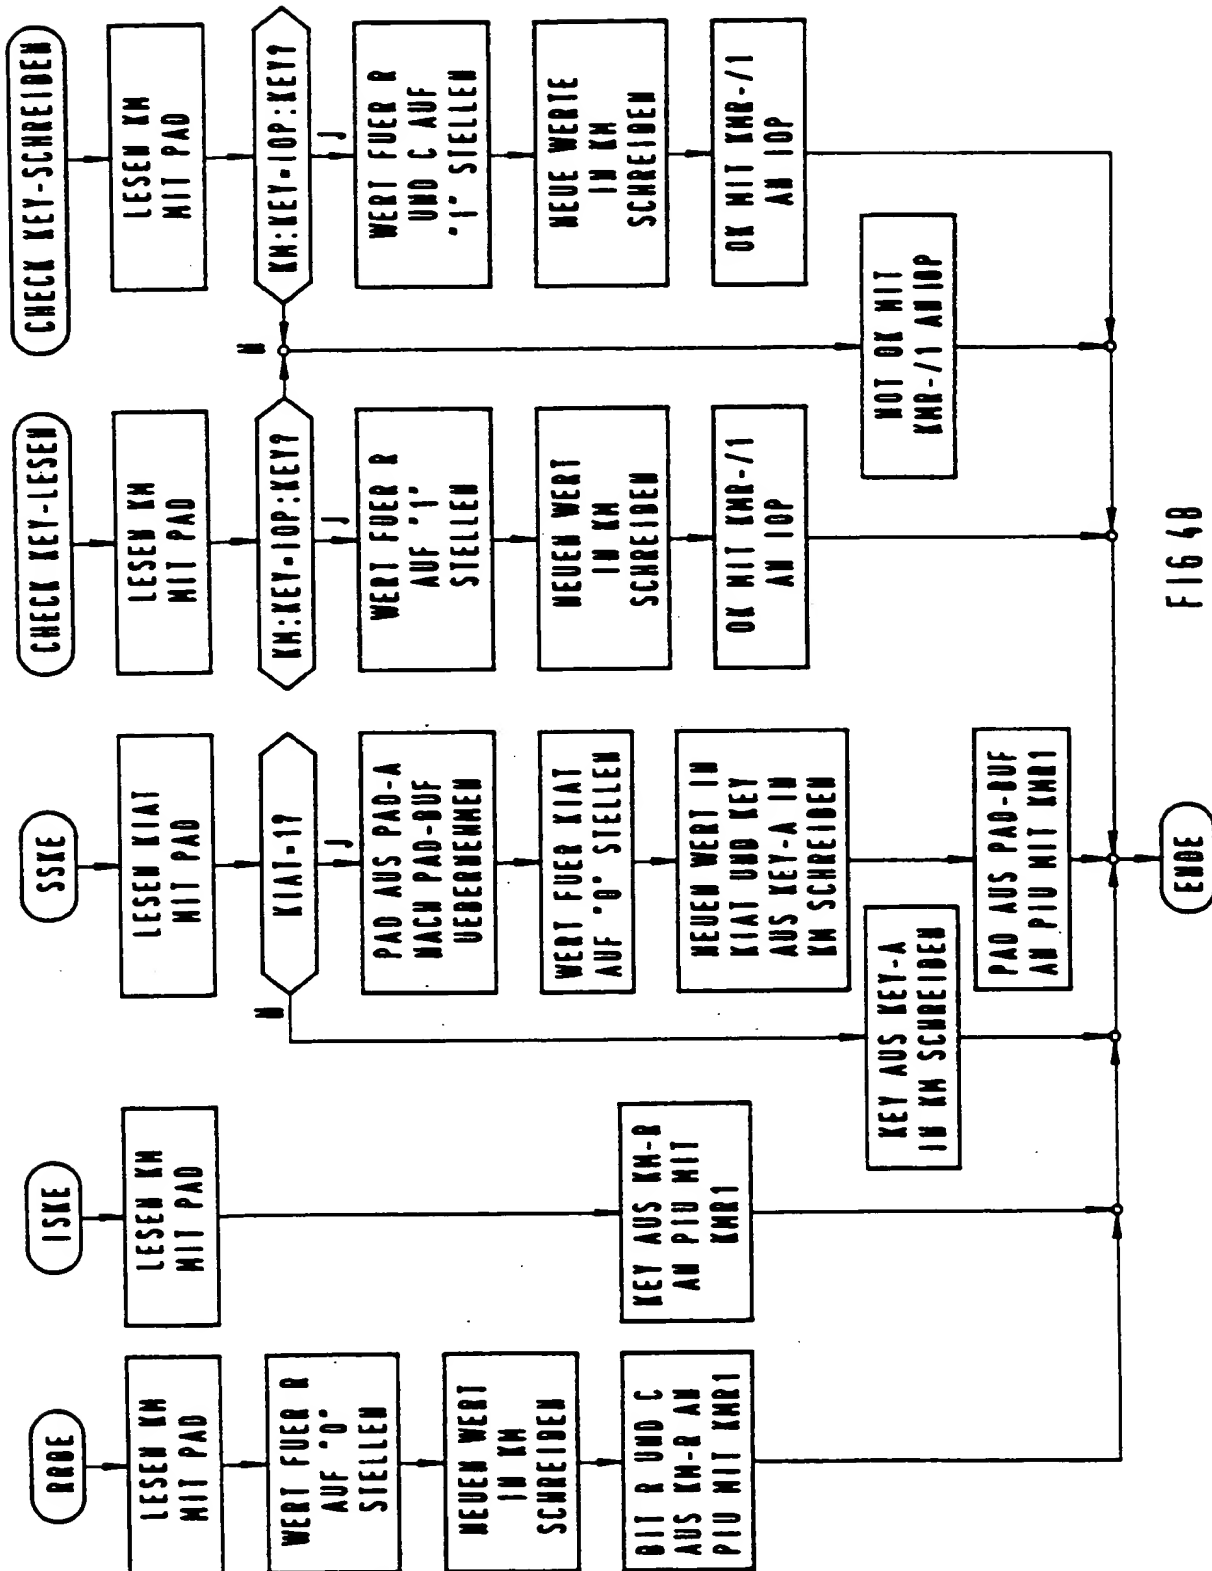 RRBE
LESEN KM
MIT PAD
WERT FUER R
AUF "0"
STELLEN
NEUEN WERT
IN KM
SCHREIBEN
BIT R UND C
AUS KM-R AN
PIU MIT KMR1
ISKE
LESEN KM
MIT PAD
KEY AUS KM-R
AN PIU MIT
KMR1
SSKE
LESEN KIAT
MIT PAD
KIAT=1?
N
J
PAD AUS PAD-A
NACH PAD-BUF
UEBERNEHMEN
WERT FUER KIAT
AUF "0" STELLEN
NEUEN WERT IN
KIAT UND KEY
AUS KEY-A IN
KM SCHREIBEN
KEY AUS KEY-A
IN KM SCHREIBEN
PAD AUS PAD-BUF
AN PIU MIT KMR1
CHECK KEY-LESEN
LESEN KM
MIT PAD
KM:KEY=IOP:KEY?
J
WERT FUER R
AUF "1"
STELLEN
NEUEN WERT
IN KM
SCHREIBEN
OK MIT KMR-/1
AN IOP
CHECK KEY-SCHREIBEN
LESEN KM
MIT PAD
KM:KEY=IOP:KEY?
N
J
WERT FUER R
UND C AUF
"1" STELLEN
NEUE WERTE
IN KM
SCHREIBEN
OK MIT KMR-/1
AN IOP
NOT OK MIT
KMR-/1 AN IOP
ENDE
FIG 4B